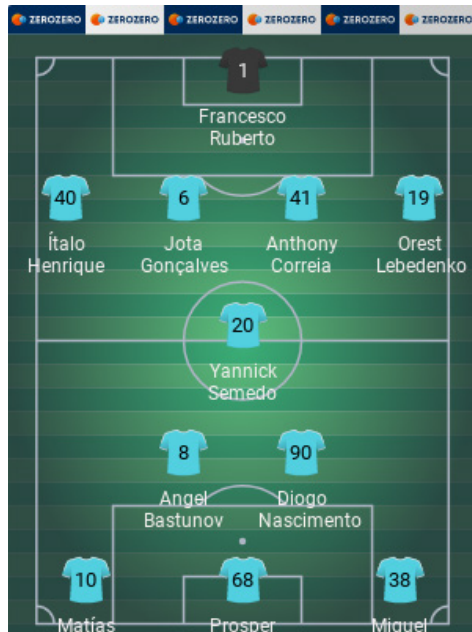 ZEROZERO ZEROZERO ZEROZERO ZEROZERO ZEROZERO ZEROZERO
1
Francesco
Ruberto
40 6 41 19
Ítalo Jota Anthony Orest
Henrique Gonçalves Correia Lebedenko
20
Yannick
Semedo
8 90
Angel Diogo
Bastunov Nascimento
10 68 38
Matías Prosper Miguel